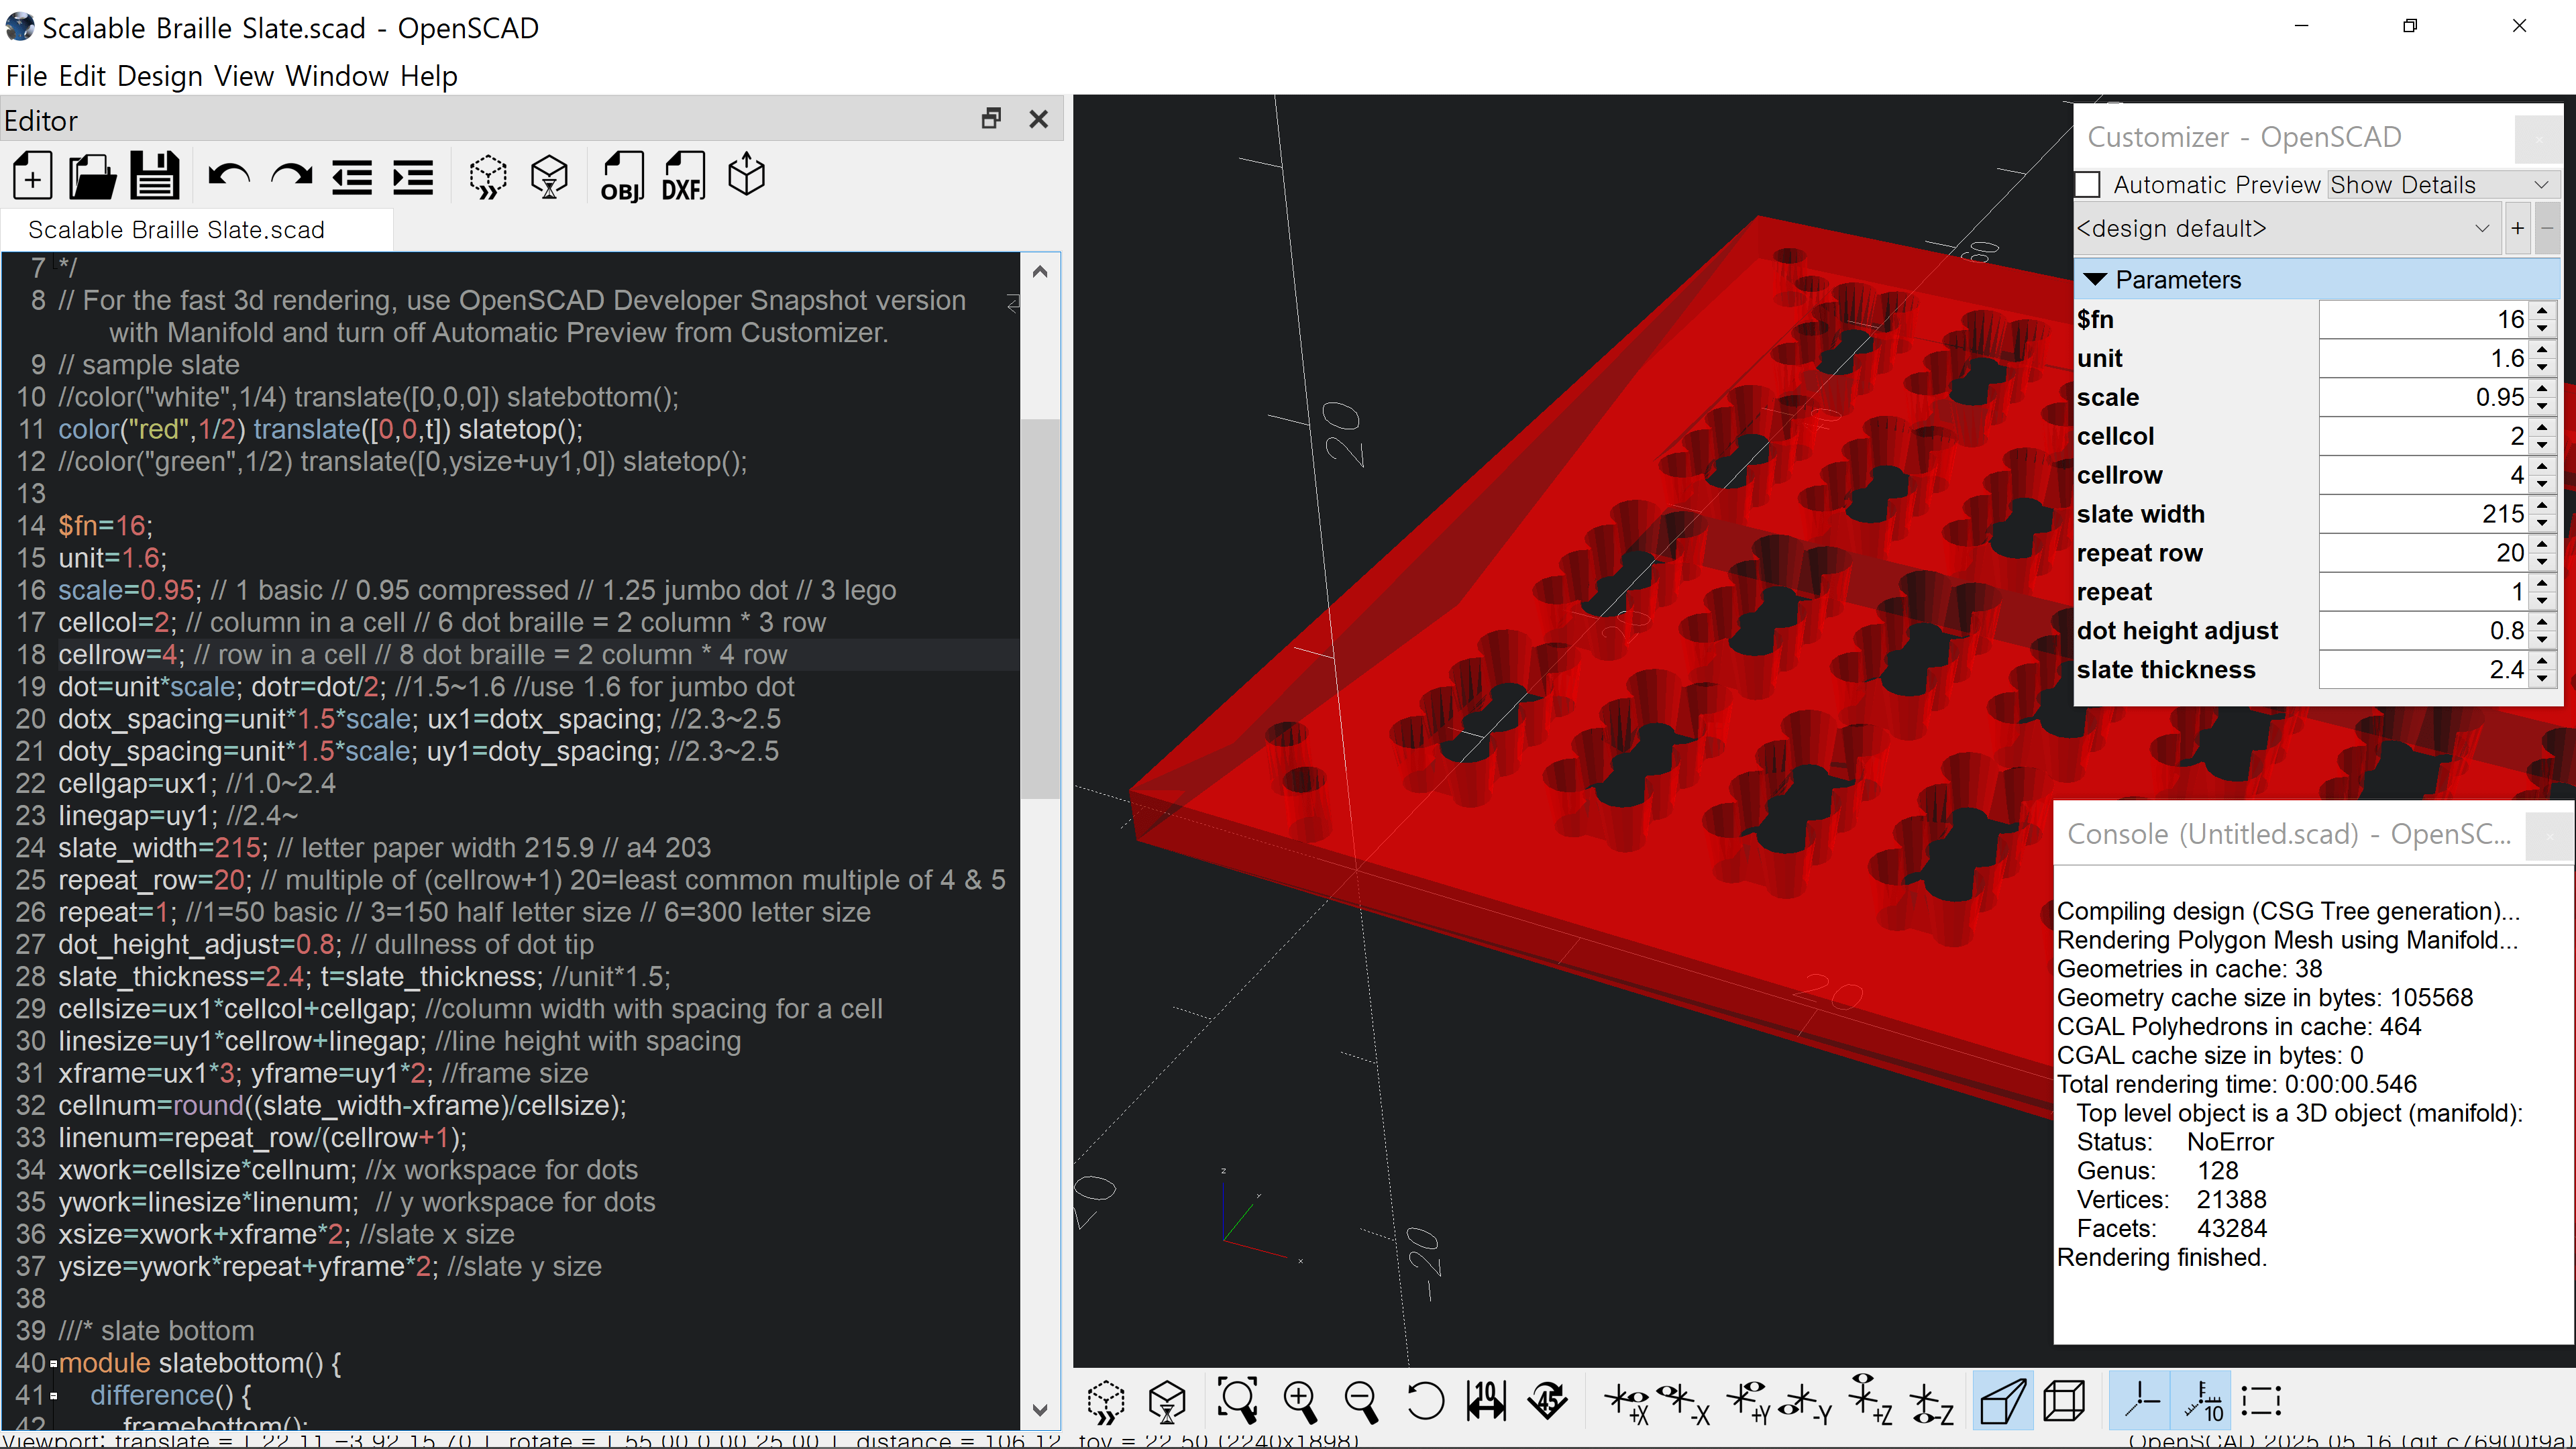 Scalable Braille Slate.scad - OpenSCAD
File Edit Design View Window Help
Editor
OBJ DXF
Scalable Braille Slate.scad
7 */
8 // For the fast 3d rendering, use OpenSCAD Developer Snapshot version
with Manifold and turn off Automatic Preview from Customizer.
9 // sample slate
10 //color("white",1/4) translate([0,0,0]) slatebottom();
11 color("red",1/2) translate([0,0,t]) slatetop();
12 //color("green",1/2) translate([0,ysize+uy1,0]) slatetop();
13
14 $fn=16;
15 unit=1.6;
16 scale=0.95; // 1 basic // 0.95 compressed // 1.25 jumbo dot // 3 lego
17 cellcol=2; // column in a cell // 6 dot braille = 2 column * 3 row
18 cellrow=4; // row in a cell // 8 dot braille = 2 column * 4 row
19 dot=unit*scale; dotr=dot/2; //1.5~1.6 //use 1.6 for jumbo dot
20 dotx_spacing=unit*1.5*scale; ux1=dotx_spacing; //2.3~2.5
21 doty_spacing=unit*1.5*scale; uy1=doty_spacing; //2.3~2.5
22 cellgap=ux1; //1.0~2.4
23 linegap=uy1; //2.4~
24 slate_width=215; // letter paper width 215.9 // a4 203
25 repeat_row=20; // multiple of (cellrow+1) 20=least common multiple of 4 & 5
26 repeat=1; //1=50 basic // 3=150 half letter size // 6=300 letter size
27 dot_height_adjust=0.8; // dullness of dot tip
28 slate_thickness=2.4; t=slate_thickness; //unit*1.5;
29 cellsize=ux1*cellcol+cellgap; //column width with spacing for a cell
30 linesize=uy1*cellrow+linegap; //line height with spacing
31 xframe=ux1*3; yframe=uy1*2; //frame size
32 cellnum=round((slate_width-xframe)/cellsize);
33 linenum=repeat_row/(cellrow+1);
34 xwork=cellsize*cellnum; //x workspace for dots
35 ywork=linesize*linenum; // y workspace for dots
36 xsize=xwork+xframe*2; //slate x size
37 ysize=ywork*repeat+yframe*2; //slate y size
38
39 ///* slate bottom
40 module slatebottom() {
41 difference() {
42 framebottom();
20
20
20
-20
z
y
x
Customizer - OpenSCAD
Automatic Preview Show Details
<design default> + -
Parameters
$fn 16
unit 1.6
scale 0.95
cellcol 2
cellrow 4
slate width 215
repeat row 20
repeat 1
dot height adjust 0.8
slate thickness 2.4
Console (Untitled.scad) - OpenSC...
Compiling design (CSG Tree generation)...
Rendering Polygon Mesh using Manifold...
Geometries in cache: 38
Geometry cache size in bytes: 105568
CGAL Polyhedrons in cache: 464
CGAL cache size in bytes: 0
Total rendering time: 0:00:00.546
Top level object is a 3D object (manifold):
Status: NoError
Genus: 128
Vertices: 21388
Facets: 43284
Rendering finished.
10 45 +X -X +Y -Y +Z -Z 10
Viewport: translate = [ 22.11 -3.92 15.70 ], rotate = [ 55.00 0.00 25.00 ], distance = 106.12, fov = 22.50 (2240x1898)
OpenSCAD 2025.05.16 (git c76900f9a)